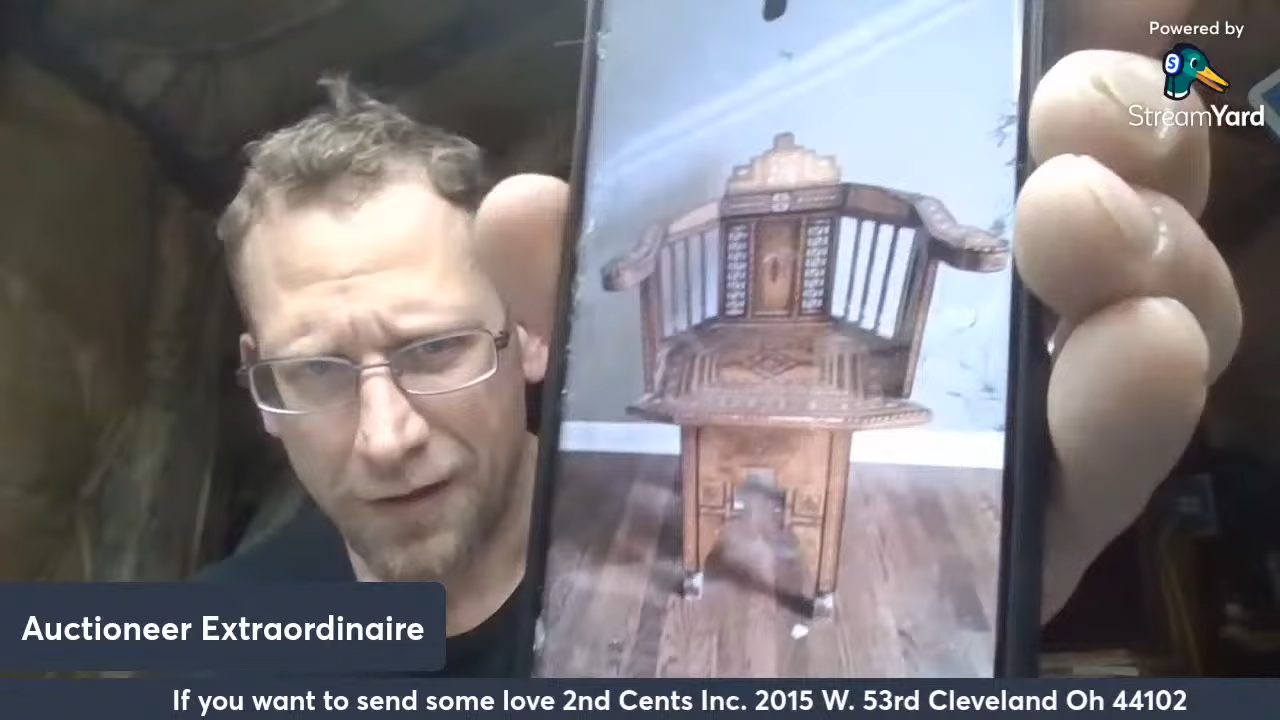 Powered by
S
StreamYard
Auctioneer Extraordinaire
If you want to send some love 2nd Cents Inc. 2015 W. 53rd Cleveland Oh 44102